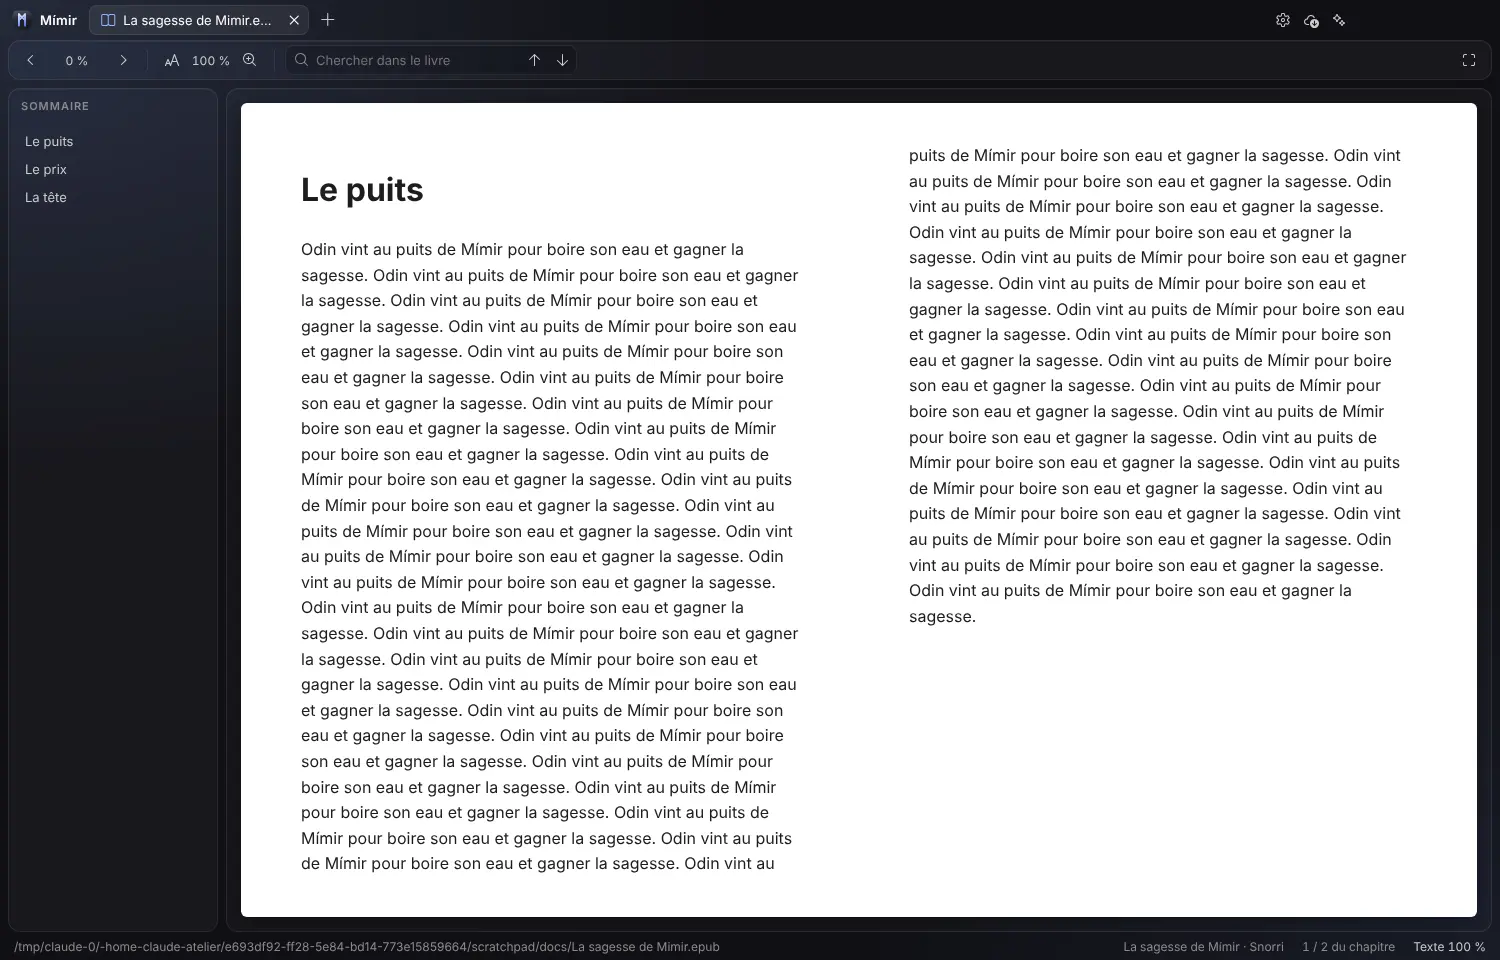 Mímir
La sagesse de Mimir.e...
0 %
100 %
Chercher dans le livre
SOMMAIRE
Le puits
Le prix
La tête
Le puits
Odin vint au puits de Mímir pour boire son eau et gagner la
sagesse. Odin vint au puits de Mímir pour boire son eau et gagner
la sagesse. Odin vint au puits de Mímir pour boire son eau et
gagner la sagesse. Odin vint au puits de Mímir pour boire son eau
et gagner la sagesse. Odin vint au puits de Mímir pour boire son
eau et gagner la sagesse. Odin vint au puits de Mímir pour boire
son eau et gagner la sagesse. Odin vint au puits de Mímir pour
boire son eau et gagner la sagesse. Odin vint au puits de Mímir
pour boire son eau et gagner la sagesse. Odin vint au puits de
Mímir pour boire son eau et gagner la sagesse. Odin vint au puits
de Mímir pour boire son eau et gagner la sagesse. Odin vint au
puits de Mímir pour boire son eau et gagner la sagesse. Odin vint
au puits de Mímir pour boire son eau et gagner la sagesse. Odin
vint au puits de Mímir pour boire son eau et gagner la sagesse.
Odin vint au puits de Mímir pour boire son eau et gagner la
sagesse. Odin vint au puits de Mímir pour boire son eau et gagner
la sagesse. Odin vint au puits de Mímir pour boire son eau et
gagner la sagesse. Odin vint au puits de Mímir pour boire son eau
et gagner la sagesse. Odin vint au puits de Mímir pour boire son
eau et gagner la sagesse. Odin vint au puits de Mímir pour boire
son eau et gagner la sagesse. Odin vint au puits de Mímir pour
boire son eau et gagner la sagesse. Odin vint au puits de Mímir
pour boire son eau et gagner la sagesse. Odin vint au puits de
Mímir pour boire son eau et gagner la sagesse. Odin vint au puits
de Mímir pour boire son eau et gagner la sagesse. Odin vint au
puits de Mímir pour boire son eau et gagner la sagesse. Odin vint
au puits de Mímir pour boire son eau et gagner la sagesse. Odin
vint au puits de Mímir pour boire son eau et gagner la sagesse.
Odin vint au puits de Mímir pour boire son eau et gagner la
sagesse. Odin vint au puits de Mímir pour boire son eau et gagner
la sagesse. Odin vint au puits de Mímir pour boire son eau et
gagner la sagesse. Odin vint au puits de Mímir pour boire son eau
et gagner la sagesse. Odin vint au puits de Mímir pour boire son
eau et gagner la sagesse. Odin vint au puits de Mímir pour boire
son eau et gagner la sagesse. Odin vint au puits de Mímir pour
boire son eau et gagner la sagesse. Odin vint au puits de Mímir
pour boire son eau et gagner la sagesse. Odin vint au puits de
Mímir pour boire son eau et gagner la sagesse. Odin vint au puits
de Mímir pour boire son eau et gagner la sagesse. Odin vint au
puits de Mímir pour boire son eau et gagner la sagesse. Odin vint
au puits de Mímir pour boire son eau et gagner la sagesse. Odin
vint au puits de Mímir pour boire son eau et gagner la sagesse.
Odin vint au puits de Mímir pour boire son eau et gagner la
sagesse.
/tmp/claude-0/-home-claude-atelier/e693df92-ff28-5e84-bd14-773e15859664/scratchpad/docs/La sagesse de Mimir.epub
La sagesse de Mímir · Snorri
1 / 2 du chapitre
Texte 100 %